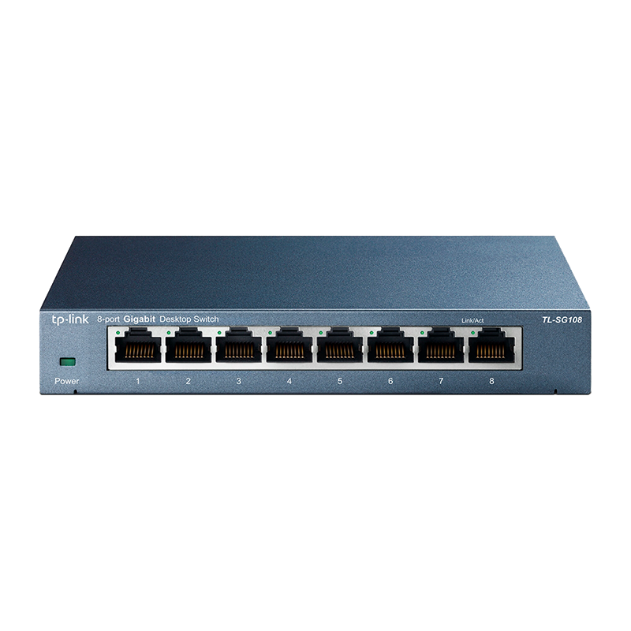 tp-link 8-port Gigabit Desktop Switch Link/Act TL-SG108
Power 1 2 3 4 5 6 7 8